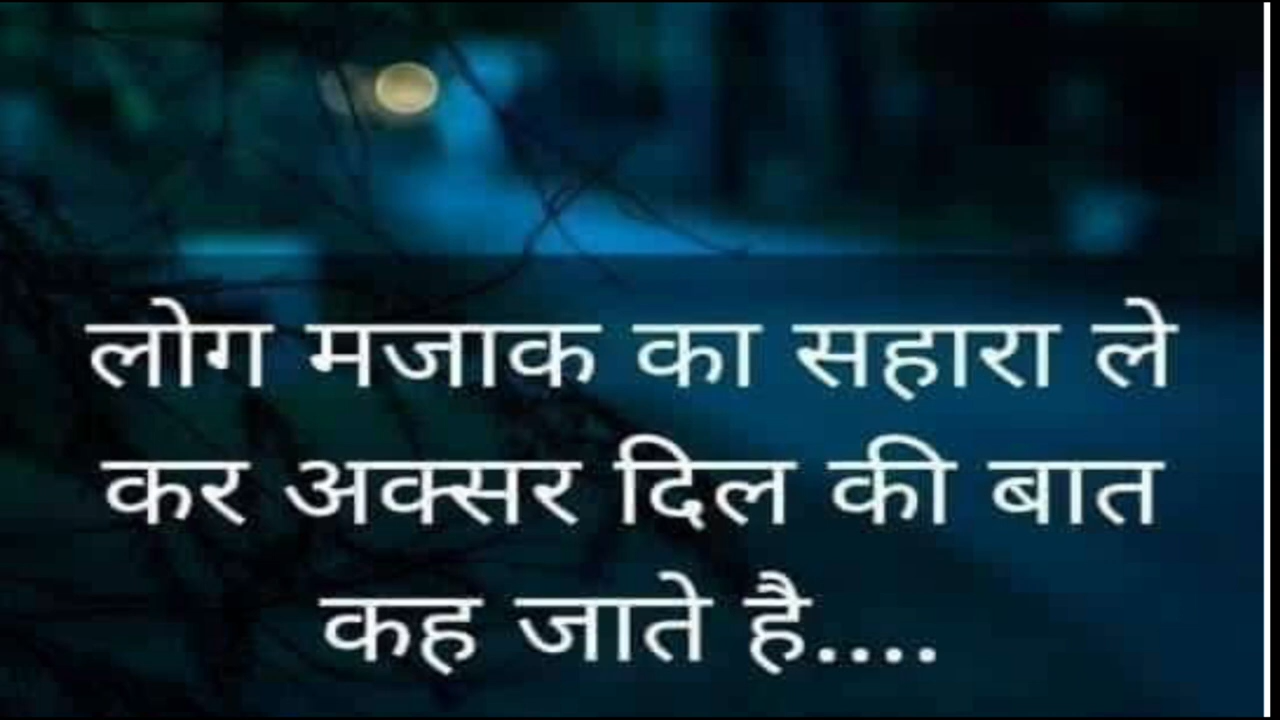 लोग मजाक का सहारा ले
कर अक्सर दिल की बात
कह जाते है....